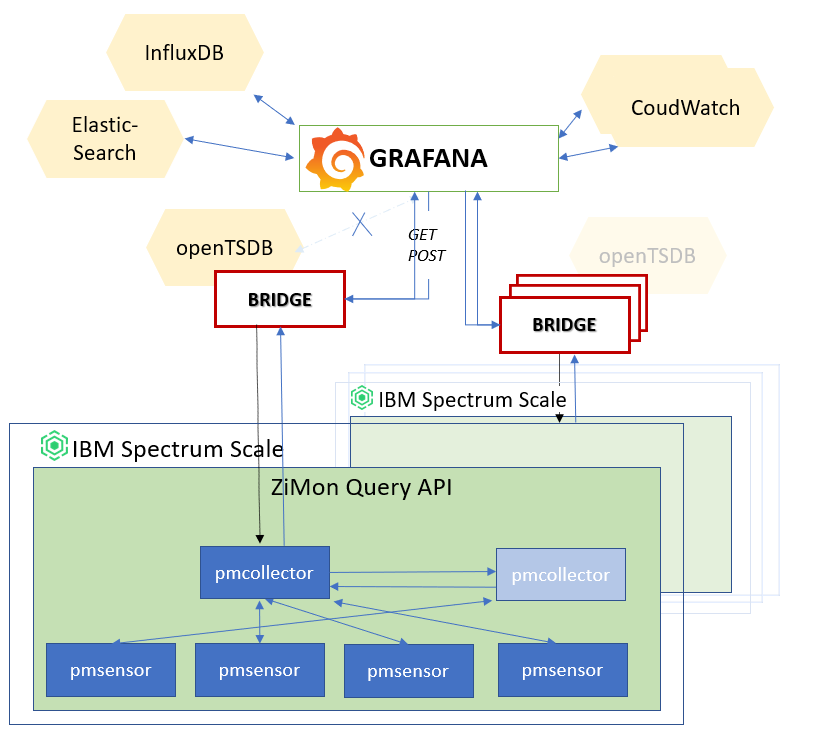 InfluxDB
Elastic-
Search
CoudWatch
GRAFANA
openTSDB
GET
POST
openTSDB
BRIDGE
BRIDGE
IBM Spectrum Scale
IBM Spectrum Scale
ZiMon Query API
pmcollector
pmcollector
pmsensor
pmsensor
pmsensor
pmsensor